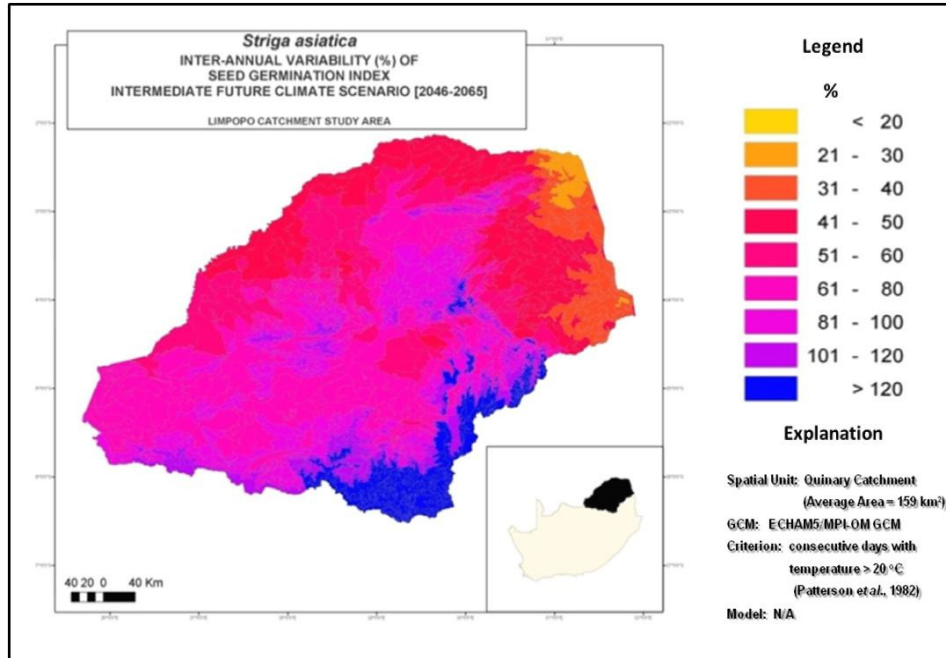 Striga asiatica
INTER-ANNUAL VARIABILITY (%) OF
SEED GERMINATION INDEX
INTERMEDIATE FUTURE CLIMATE SCENARIO [2046-2065]
LIMPOPO CATCHMENT STUDY AREA
40 20 0 40 Km
Legend
%
< 20
21 - 30
31 - 40
41 - 50
51 - 60
61 - 80
81 - 100
101 - 120
> 120
Explanation
Spatial Unit: Quinary Catchment
(Average Area = 159 km²)
GCM: ECHAM5/MPI-OM GCM
Criterion: consecutive days with
temperature > 20 °C
(Patterson et al., 1982)
Model: N/A